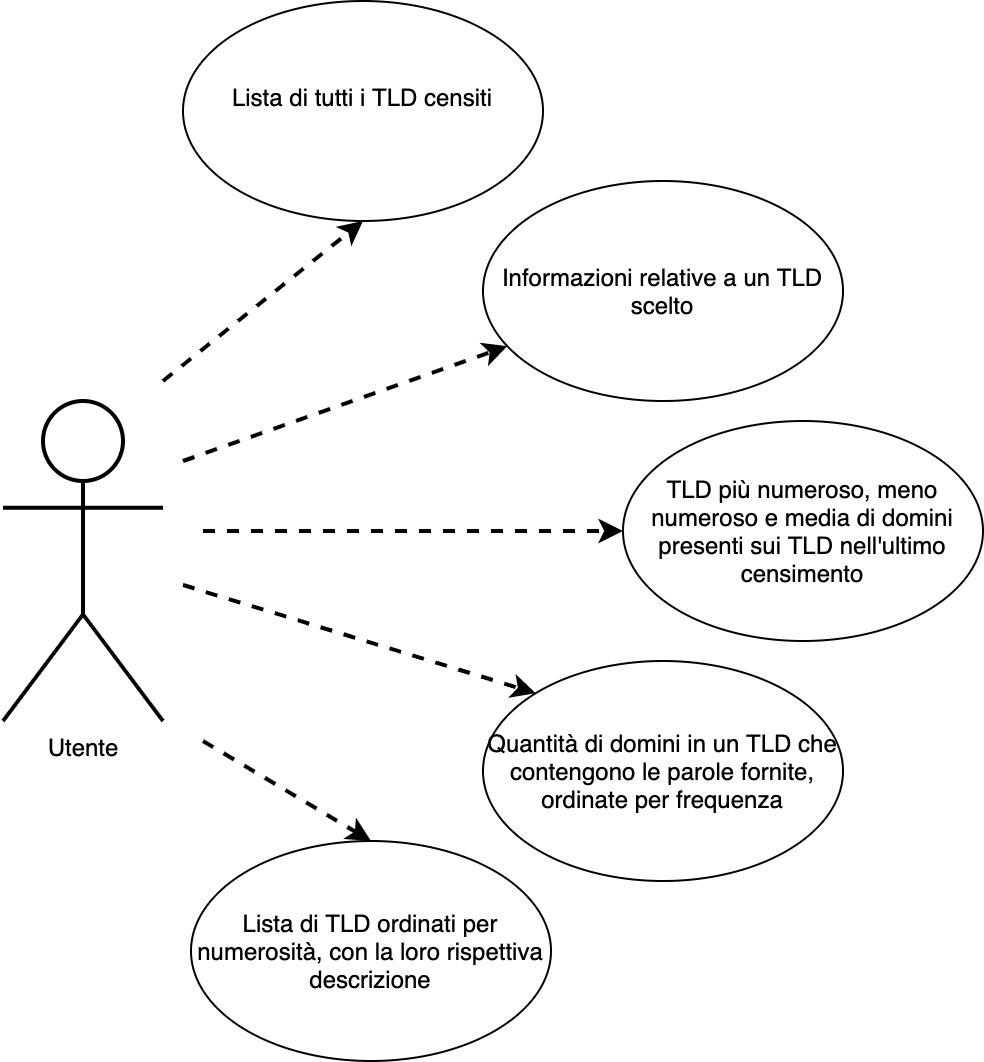 Lista di tutti i TLD censiti
Informazioni relative a un TLD
scelto
TLD più numeroso, meno
numeroso e media di domini
presenti sui TLD nell'ultimo
censimento
Utente
Quantità di domini in un TLD che
contengono le parole fornite,
ordinate per frequenza
Lista di TLD ordinati per
numerosità, con la loro rispettiva
descrizione